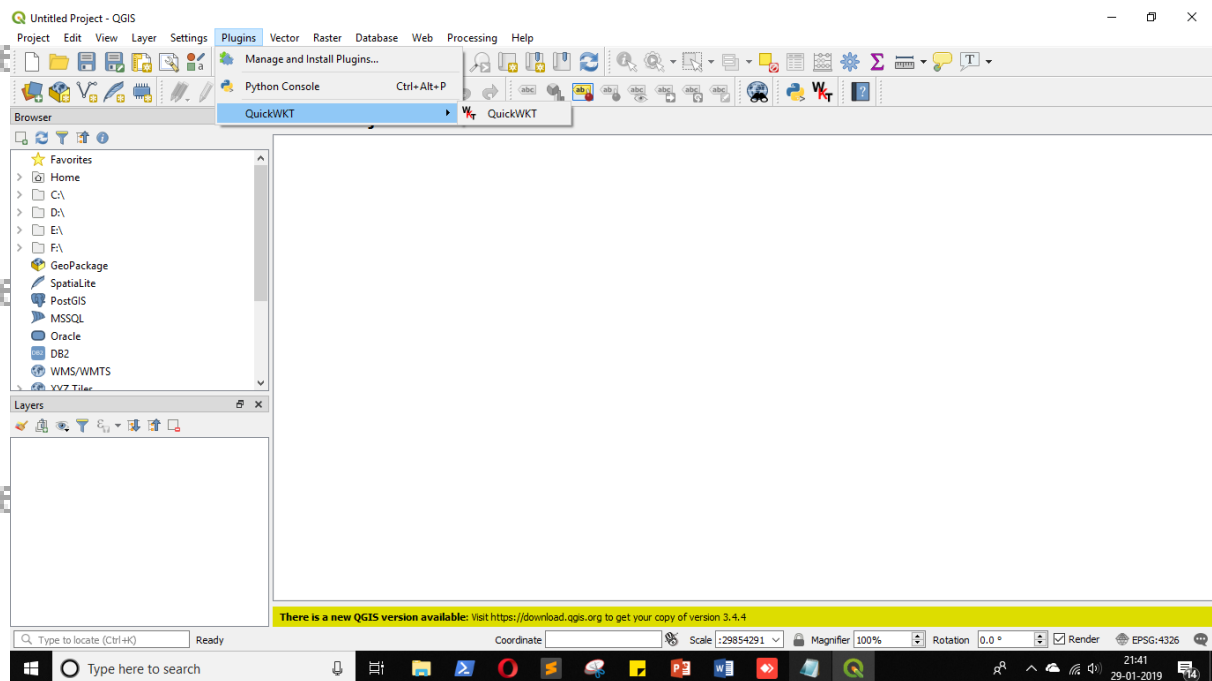 Untitled Project - QGIS
Project Edit View Layer Settings Plugins Vector Raster Database Web Processing Help
Manage and Install Plugins...
Python Console Ctrl+Alt+P
QuickWKT
QuickWKT
Browser
Favorites
Home
C:\
D:\
E:\
F:\
GeoPackage
SpatiaLite
PostGIS
MSSQL
Oracle
DB2
WMS/WMTS
XYZ Tiles
Layers
There is a new QGIS version available: Visit https://download.qgis.org to get your copy of version 3.4.4
Type to locate (Ctrl+K) Ready Coordinate Scale :29854291 Magnifier 100% Rotation 0.0 ° Render EPSG:4326
Type here to search
21:41
29-01-2019
14